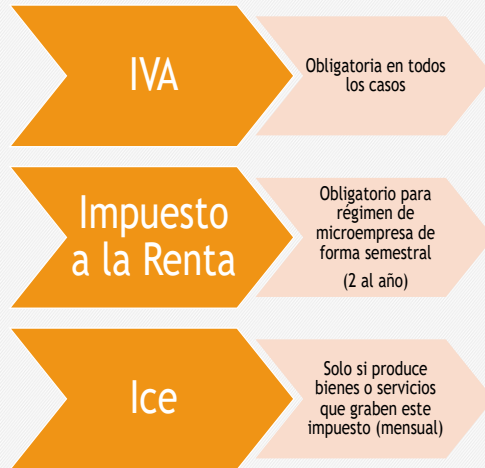 IVA
Obligatoria en todos
los casos
Impuesto
a la Renta
Obligatorio para
régimen de
microempresa de
forma semestral
(2 al año)
Ice
Solo si produce
bienes o servicios
que graben este
impuesto (mensual)